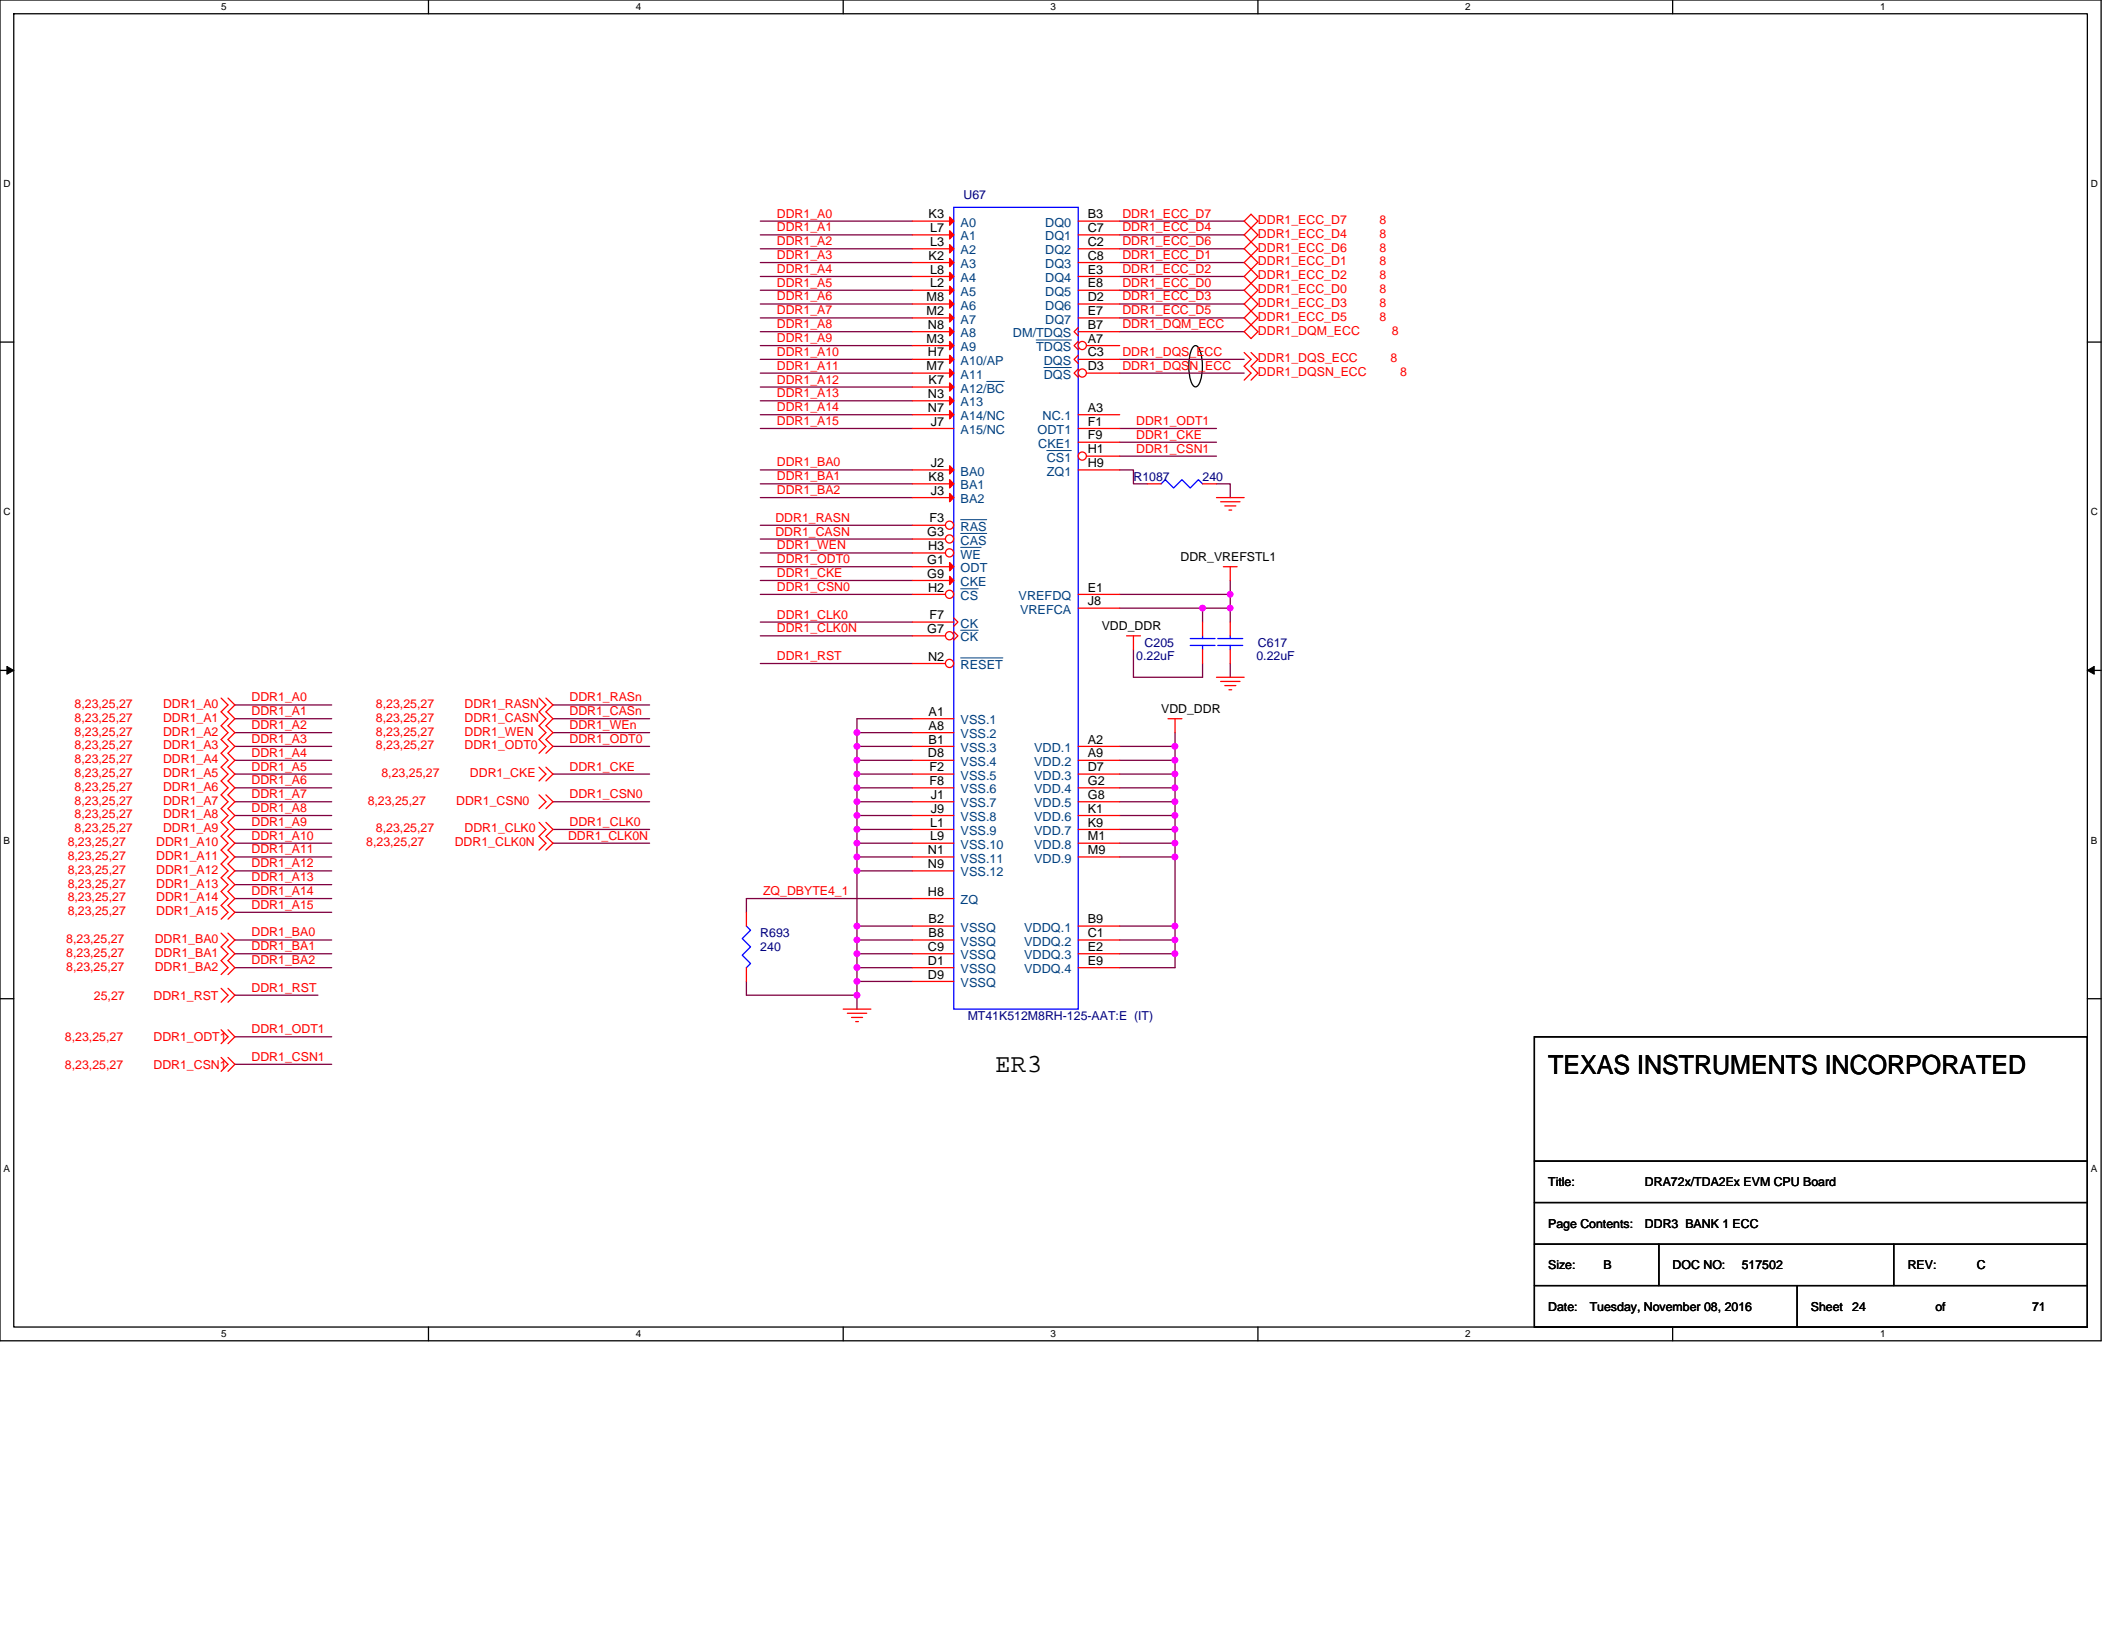 5 4 3 2 1
D D
C C
B B
A A
U67
DDR1_A0 K3 A0
DDR1_A1 L7 A1
DDR1_A2 L3 A2
DDR1_A3 K2 A3
DDR1_A4 L8 A4
DDR1_A5 L2 A5
DDR1_A6 M8 A6
DDR1_A7 M2 A7
DDR1_A8 N8 A8
DDR1_A9 M3 A9
DDR1_A10 H7 A10/AP
DDR1_A11 M7 A11
DDR1_A12 K7 A12/BC
DDR1_A13 N3 A13
DDR1_A14 N7 A14/NC
DDR1_A15 J7 A15/NC
DDR1_BA0 J2 BA0
DDR1_BA1 K8 BA1
DDR1_BA2 J3 BA2
DDR1_RASN F3 RAS
DDR1_CASN G3 CAS
DDR1_WEN H3 WE
DDR1_ODT0 G1 ODT
DDR1_CKE G9 CKE
DDR1_CSN0 H2 CS
DDR1_CLK0 F7 CK
DDR1_CLK0N G7 CK
DDR1_RST N2 RESET
A1 VSS.1
A8 VSS.2
B1 VSS.3
D8 VSS.4
F2 VSS.5
F8 VSS.6
J1 VSS.7
J9 VSS.8
L1 VSS.9
L9 VSS.10
N1 VSS.11
N9 VSS.12
ZQ_DBYTE4_1 H8 ZQ
R693
240
B2 VSSQ
B8 VSSQ
C9 VSSQ
D1 VSSQ
D9 VSSQ
DQ0 B3 DDR1_ECC_D7 DDR1_ECC_D7 8
DQ1 C7 DDR1_ECC_D4 DDR1_ECC_D4 8
DQ2 C2 DDR1_ECC_D6 DDR1_ECC_D6 8
DQ3 C8 DDR1_ECC_D1 DDR1_ECC_D1 8
DQ4 E3 DDR1_ECC_D2 DDR1_ECC_D2 8
DQ5 E8 DDR1_ECC_D0 DDR1_ECC_D0 8
DQ6 D2 DDR1_ECC_D3 DDR1_ECC_D3 8
DQ7 E7 DDR1_ECC_D5 DDR1_ECC_D5 8
DM/TDQS B7 DDR1_DQM_ECC DDR1_DQM_ECC 8
TDQS A7
DQS C3 DDR1_DQS_ECC DDR1_DQS_ECC 8
DQS D3 DDR1_DQSN_ECC DDR1_DQSN_ECC 8
NC.1 A3
ODT1 F1 DDR1_ODT1
CKE1 F9 DDR1_CKE
CS1 H1 DDR1_CSN1
ZQ1 H9
R1087 240
DDR_VREFSTL1
VREFDQ E1
VREFCA J8
VDD_DDR
C205
0.22uF
C617
0.22uF
VDD_DDR
VDD.1 A2
VDD.2 A9
VDD.3 D7
VDD.4 G2
VDD.5 G8
VDD.6 K1
VDD.7 K9
VDD.8 M1
VDD.9 M9
VDDQ.1 B9
VDDQ.2 C1
VDDQ.3 E2
VDDQ.4 E9
MT41K512M8RH-125-AAT:E (IT)
ER3
8,23,25,27 DDR1_A0 DDR1_A0
8,23,25,27 DDR1_A1 DDR1_A1
8,23,25,27 DDR1_A2 DDR1_A2
8,23,25,27 DDR1_A3 DDR1_A3
8,23,25,27 DDR1_A4 DDR1_A4
8,23,25,27 DDR1_A5 DDR1_A5
8,23,25,27 DDR1_A6 DDR1_A6
8,23,25,27 DDR1_A7 DDR1_A7
8,23,25,27 DDR1_A8 DDR1_A8
8,23,25,27 DDR1_A9 DDR1_A9
8,23,25,27 DDR1_A10 DDR1_A10
8,23,25,27 DDR1_A11 DDR1_A11
8,23,25,27 DDR1_A12 DDR1_A12
8,23,25,27 DDR1_A13 DDR1_A13
8,23,25,27 DDR1_A14 DDR1_A14
8,23,25,27 DDR1_A15 DDR1_A15
8,23,25,27 DDR1_BA0 DDR1_BA0
8,23,25,27 DDR1_BA1 DDR1_BA1
8,23,25,27 DDR1_BA2 DDR1_BA2
25,27 DDR1_RST DDR1_RST
8,23,25,27 DDR1_ODT1 DDR1_ODT1
8,23,25,27 DDR1_CSN1 DDR1_CSN1
8,23,25,27 DDR1_RASN DDR1_RASn
8,23,25,27 DDR1_CASN DDR1_CASn
8,23,25,27 DDR1_WEN DDR1_WEn
8,23,25,27 DDR1_ODT0 DDR1_ODT0
8,23,25,27 DDR1_CKE DDR1_CKE
8,23,25,27 DDR1_CSN0 DDR1_CSN0
8,23,25,27 DDR1_CLK0 DDR1_CLK0
8,23,25,27 DDR1_CLK0N DDR1_CLK0N
TEXAS INSTRUMENTS INCORPORATED
Title: DRA72x/TDA2Ex EVM CPU Board
Page Contents: DDR3 BANK 1 ECC
Size: B DOC NO: 517502 REV: C
Date: Tuesday, November 08, 2016 Sheet 24 of 71
5 4 3 2 1